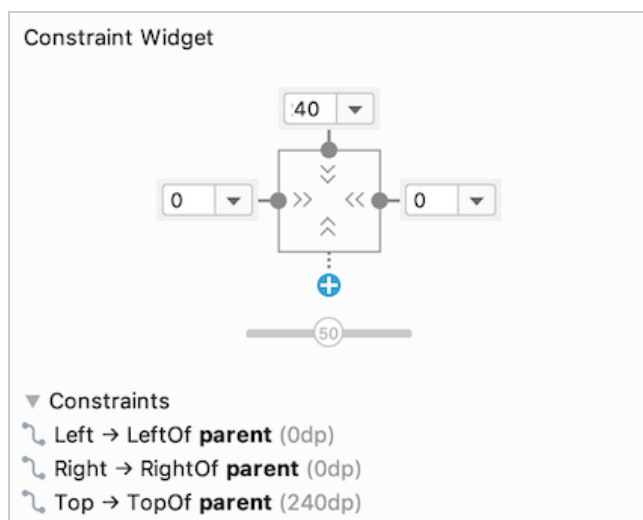 Constraint Widget
:40
0
0
50
Constraints
Left → LeftOf parent (0dp)
Right → RightOf parent (0dp)
Top → TopOf parent (240dp)